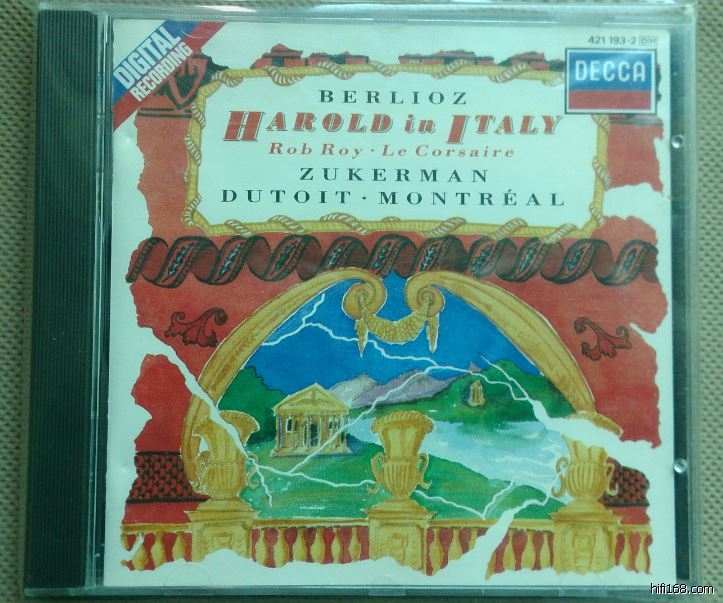 421 193-2 DH
DIGITAL
RECORDING
DECCA
BERLIOZ
HAROLD in ITALY
Rob Roy · Le Corsaire
ZUKERMAN
DUTOIT · MONTRÉAL
hifi168.com